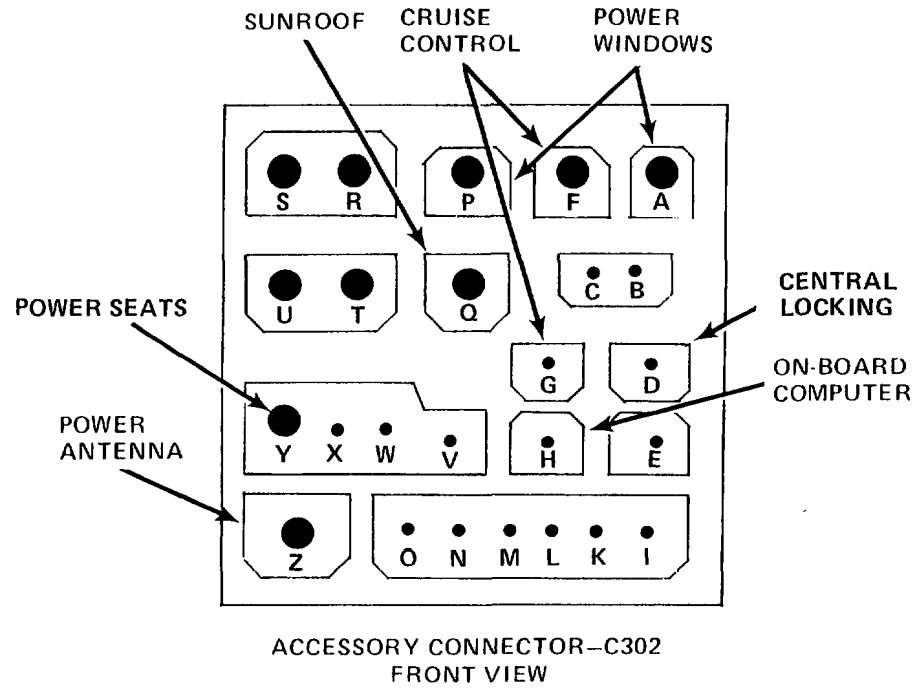 SUNROOF
CRUISE
CONTROL
POWER
WINDOWS
S R P F A
U T Q C B
CENTRAL
LOCKING
POWER SEATS
G D
ON-BOARD
COMPUTER
POWER
ANTENNA
Y X W V H E
Z O N M L K I
ACCESSORY CONNECTOR–C302
FRONT VIEW